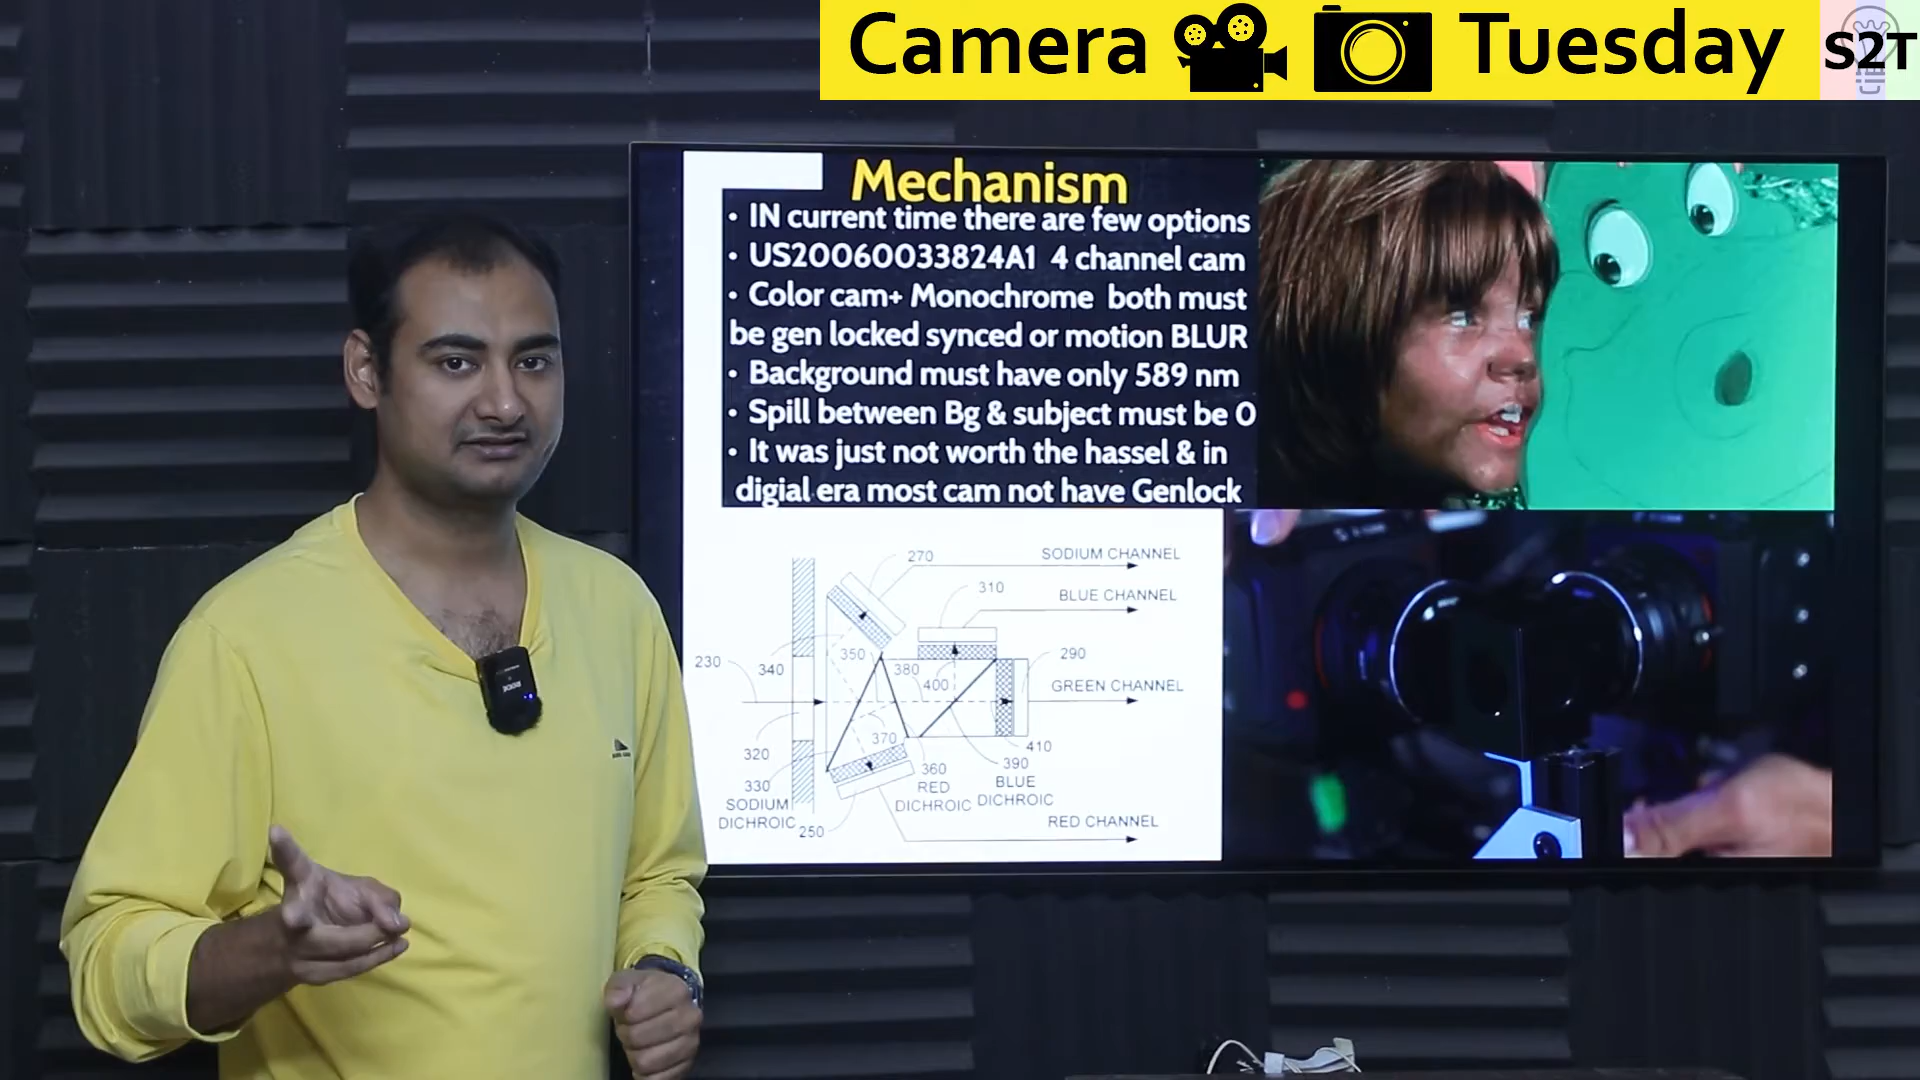 Camera Tuesday S2T
Mechanism
• IN current time there are few options
• US20060033824A1 4 channel cam
• Color cam+ Monochrome both must
be gen locked synced or motion BLUR
• Background must have only 589 nm
• Spill between Bg & subject must be 0
• It was just not worth the hassel & in
digial era most cam not have Genlock
270
SODIUM CHANNEL
310
BLUE CHANNEL
230
340
350
380
400
290
GREEN CHANNEL
320
370
410
330
360
390
SODIUM
DICHROIC
RED
DICHROIC
BLUE
DICHROIC
250
RED CHANNEL